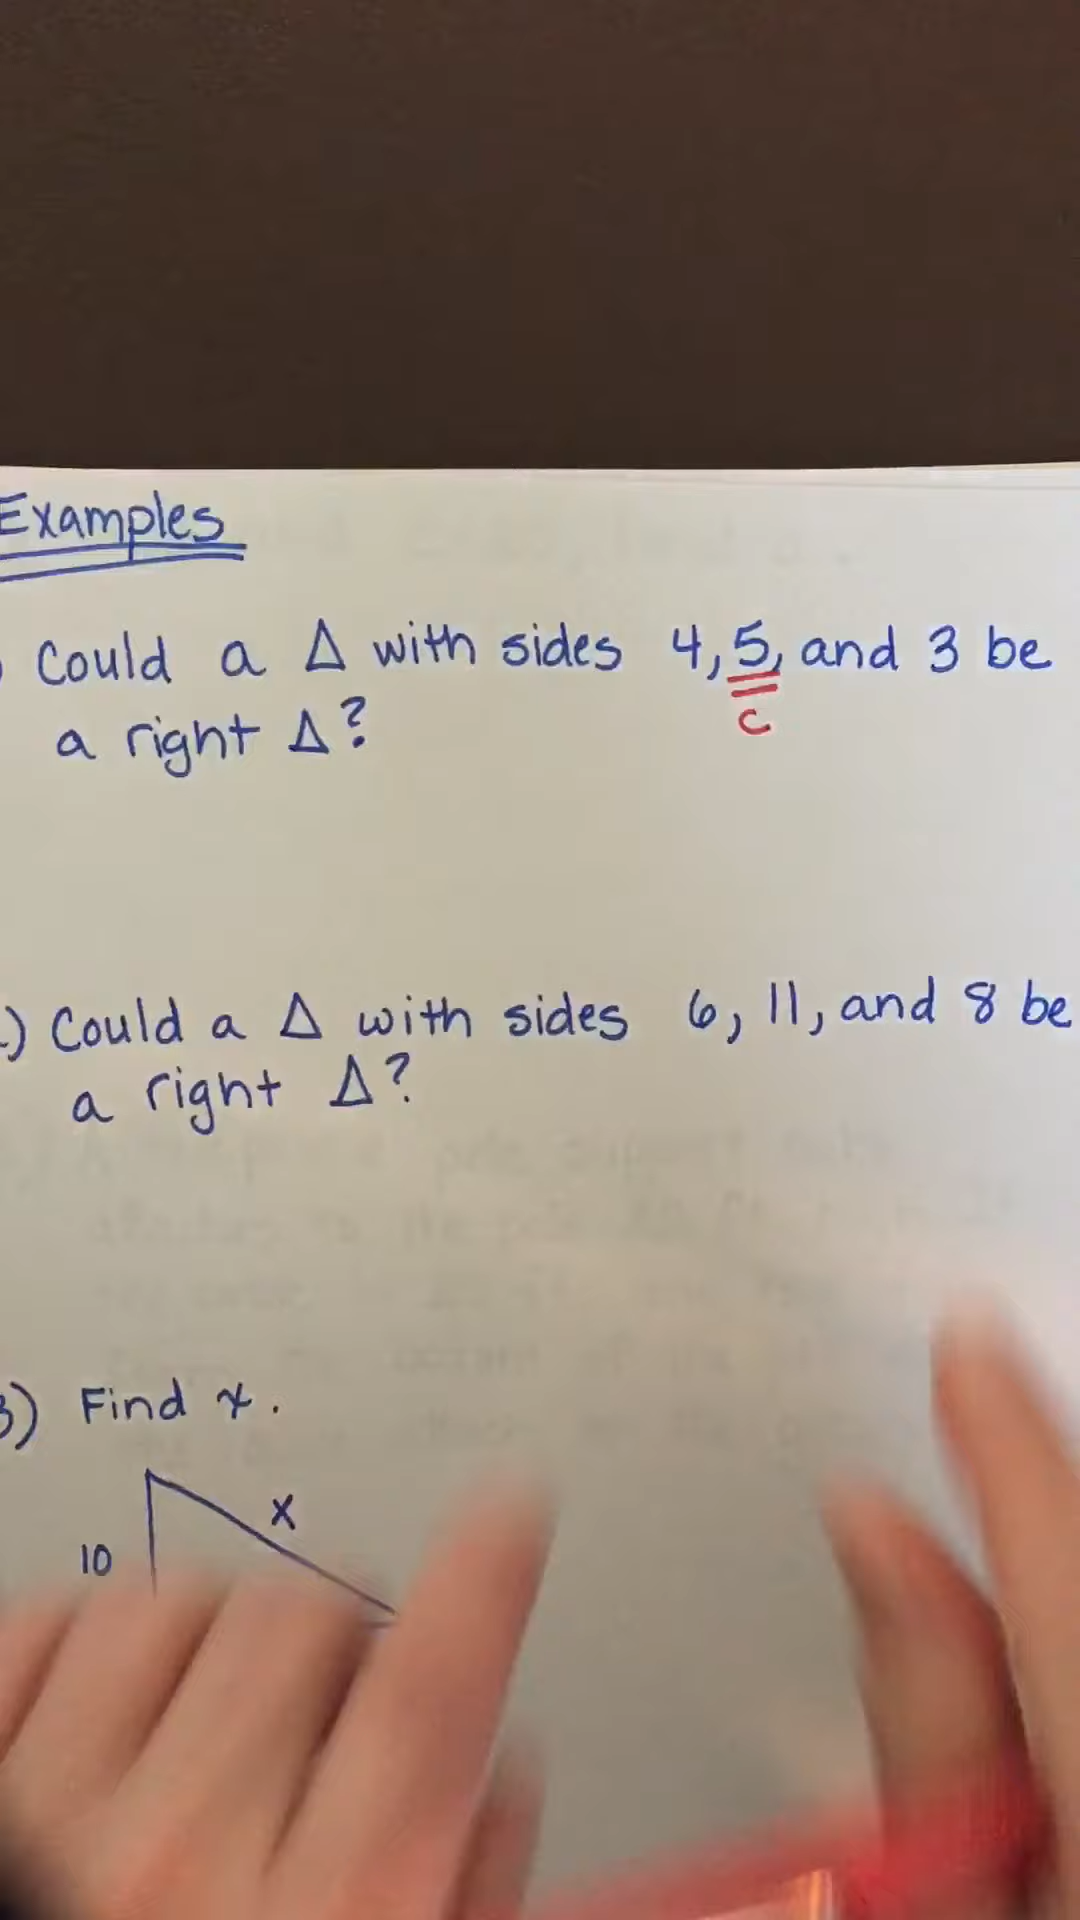 Examples
Could a Δ with sides 4, 5, and 3 be
c
a right Δ?
.) Could a Δ with sides 6, 11, and 8 be
a right Δ?
3) Find x.
x
10